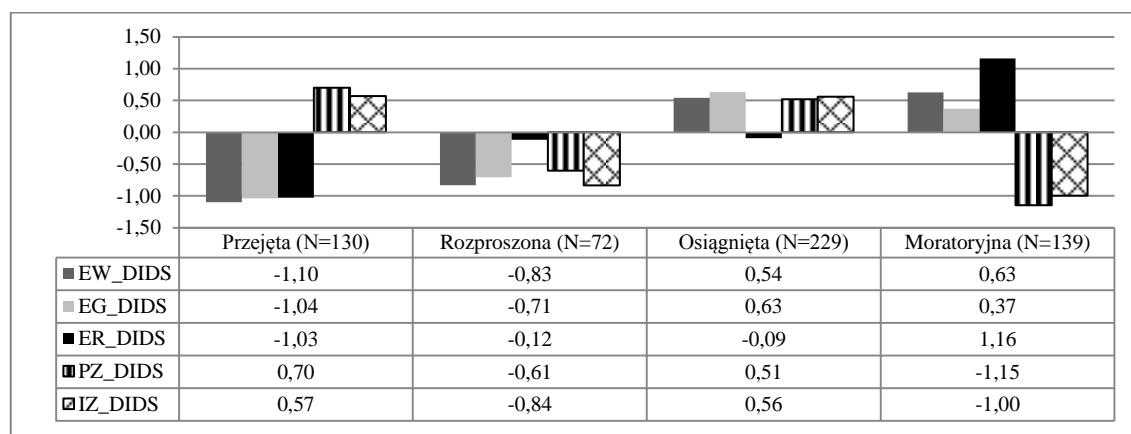 1,50
1,00
0,50
0,00
-0,50
-1,00
-1,50
Przejęta (N=130) Rozproszona (N=72) Osiągnięta (N=229) Moratoryjna (N=139)
EW_DIDS -1,10 -0,83 0,54 0,63
EG_DIDS -1,04 -0,71 0,63 0,37
ER_DIDS -1,03 -0,12 -0,09 1,16
PZ_DIDS 0,70 -0,61 0,51 -1,15
IZ_DIDS 0,57 -0,84 0,56 -1,00